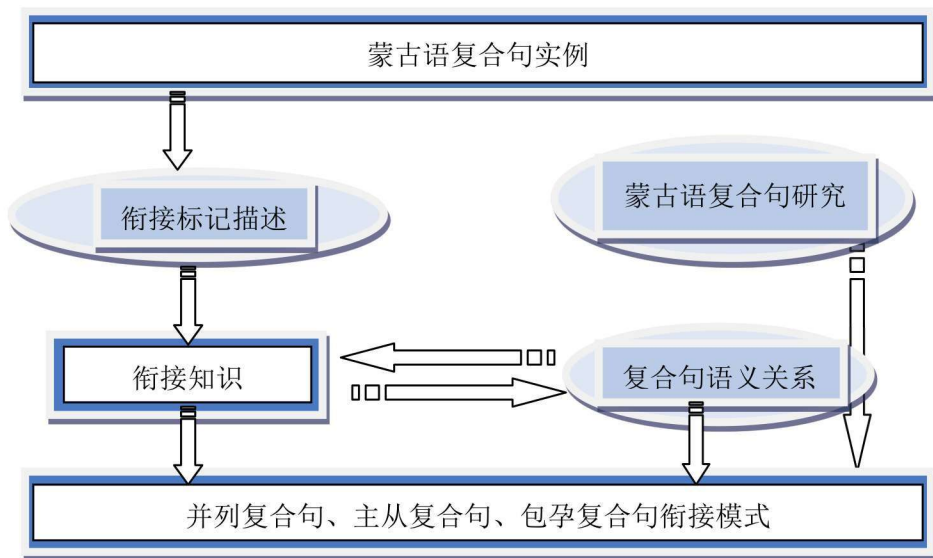 蒙古语复合句实例
衔接标记描述
蒙古语复合句研究
衔接知识
复合句语义关系
并列复合句、主从复合句、包孕复合句衔接模式